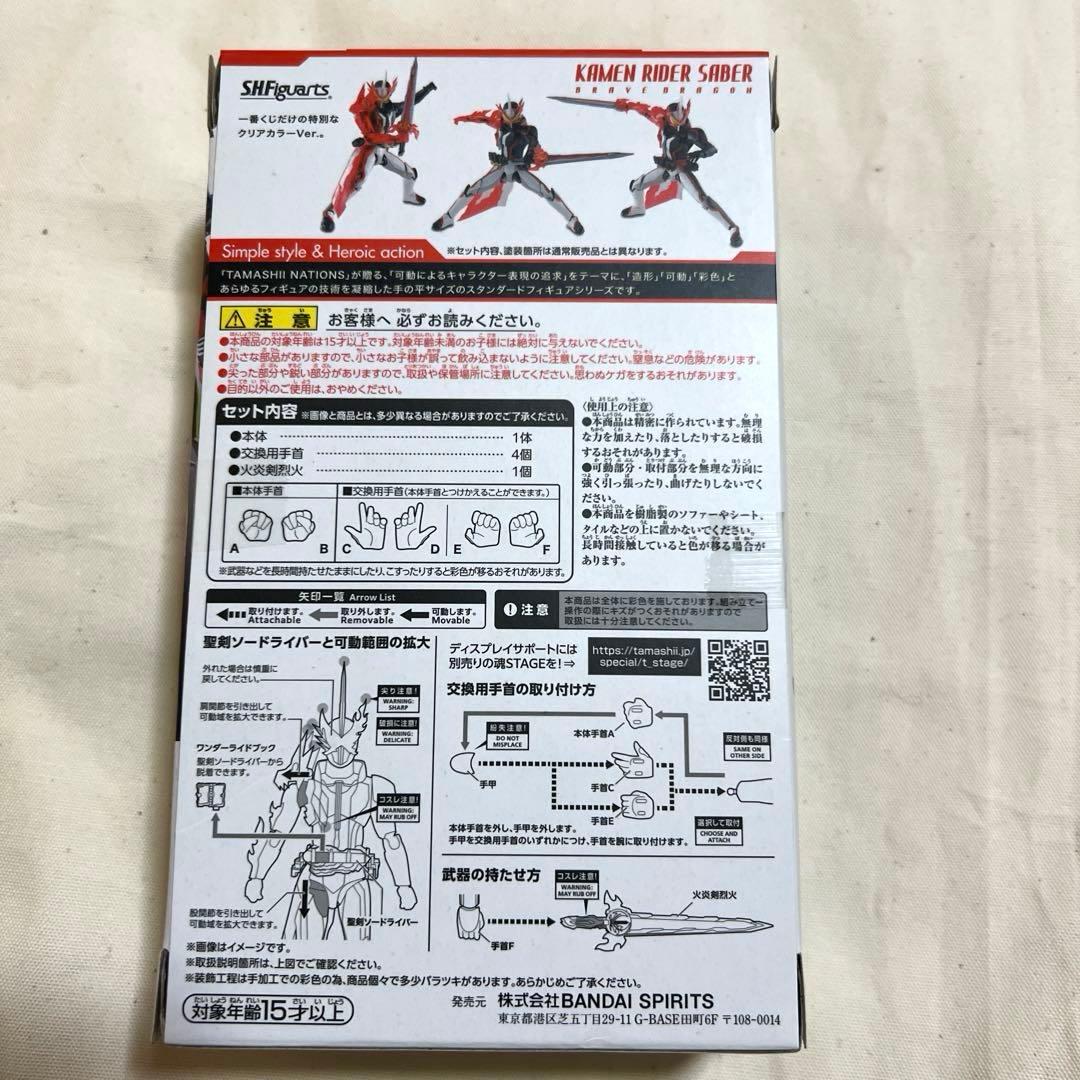 S.H.Figuarts
一番くじだけの特別な
クリアカラーVer.。
KAMEN RIDER SABER
BRAVE DRAGON
Simple style & Heroic action
※セット内容、塗装箇所は通常販売品とは異なります。
「TAMASHII NATIONS」が贈る、「可動によるキャラクター表現の追求」をテーマに、「造形」「可動」「彩色」と
あらゆるフィギュアの技術を凝縮した手の平サイズのスタンダードフィギュアシリーズです。
注意 お客様へ 必ずお読みください。
●本商品の対象年齢は15才以上です。対象年齢未満のお子様には絶対に与えないでください。
●小さな部品がありますので、小さなお子様が誤って飲み込まないように注意してください。窒息などの危険があります。
●尖った部分や鋭い部分がありますので、取扱や保管場所に注意してください。思わぬケガをするおそれがあります。
●目的以外のご使用は、おやめください。
セット内容 ※画像と商品とは、多少異なる場合がありますのでご了承ください。
●本体 1体
●交換用手首 4個
●火炎剣烈火 1個
■本体手首
■交換用手首(本体手首とつけかえることができます。)
A B C D E F
※武器などを長時間持たせたままにしたり、こすったりすると彩色が移るおそれがあります。
〈使用上の注意〉
●本商品は精密に作られています。無理
な力を加えたり、落としたりすると破損
するおそれがあります。
●可動部分・取付部分を無理な方向に
強く引っ張ったり、曲げたりしないでく
ださい。
●本商品を樹脂製のソファーやシート、
タイルなどの上に置かないでください。
長時間接触していると色が移る場合が
あります。
矢印一覧 Arrow List
取り付けます。 Attachable
取り外します。 Removable
可動します。 Movable
注意
本商品は全体に彩色を施しております。組み立て・
操作の際にキズがつくおそれがありますので
取扱には十分注意してください。
聖剣ソードライバーと可動範囲の拡大
外れた場合は慎重に
戻してください。
肩関節を引き出して
可動域を拡大できます。
ワンダーライドブック
聖剣ソードライバーから
脱着できます。
尖り注意!
WARNING:
SHARP
破損に注意!
WARNING:
DELICATE
コスレ注意!
WARNING:
MAY RUB OFF
股関節を引き出して
可動域を拡大できます。
聖剣ソードライバー
ディスプレイサポートには
別売りの魂STAGEを!⇒
https://tamashii.jp/
special/t_stage/
交換用手首の取り付け方
紛失注意!
DO NOT
MISPLACE
本体手首A
反対側も同様
SAME ON
OTHER SIDE
手甲
手首C
手首E
選択して取付
CHOOSE AND
ATTACH
本体手首を外し、手甲を外します。
手甲を交換用手首のいずれかにつけ、手首を腕に取り付けます。
武器の持たせ方
コスレ注意!
WARNING:
MAY RUB OFF
火炎剣烈火
手首F
※画像はイメージです。
※取扱説明箇所は、上図でご確認ください。
※装飾工程は手加工での彩色の為、商品個々で多少バラツキがあります。あらかじめご了承ください。
対象年齢15才以上
発売元 株式会社BANDAI SPIRITS
東京都港区芝五丁目29-11 G-BASE田町6F 〒108-0014